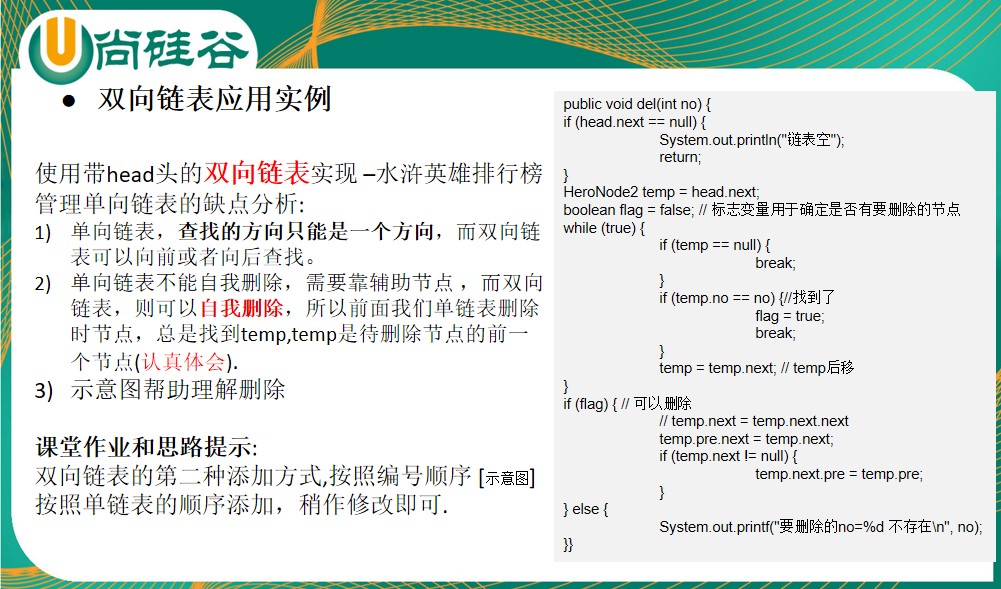 尚硅谷
● 双向链表应用实例
使用带head头的双向链表实现 –水浒英雄排行榜
管理单向链表的缺点分析:
1) 单向链表，查找的方向只能是一个方向，而双向链
表可以向前或者向后查找。
2) 单向链表不能自我删除，需要靠辅助节点 ，而双向
链表，则可以自我删除，所以前面我们单链表删除
时节点，总是找到temp,temp是待删除节点的前一
个节点(认真体会).
3) 示意图帮助理解删除
课堂作业和思路提示:
双向链表的第二种添加方式,按照编号顺序 [示意图]
按照单链表的顺序添加，稍作修改即可.
public void del(int no) {
if (head.next == null) {
System.out.println("链表空");
return;
}
HeroNode2 temp = head.next;
boolean flag = false; // 标志变量用于确定是否有要删除的节点
while (true) {
if (temp == null) {
break;
}
if (temp.no == no) {//找到了
flag = true;
break;
}
temp = temp.next; // temp后移
}
if (flag) { // 可以删除
// temp.next = temp.next.next
temp.pre.next = temp.next;
if (temp.next != null) {
temp.next.pre = temp.pre;
}
} else {
System.out.printf("要删除的no=%d 不存在\n", no);
}}